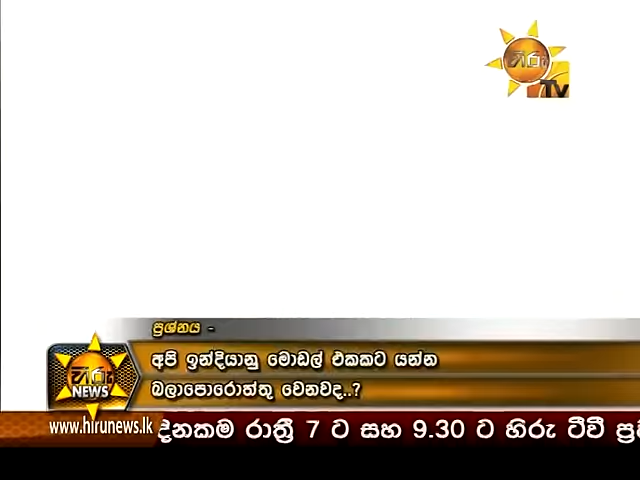 හිරු
TV
ප්‍රශ්නය -
අපි ඉන්දියානු මොඩල් එකකට යන්න
බලාපොරොත්තු වෙනවද..?
හිරු
NEWS
www.hirunews.lk
දිනකම රාත්‍රී 7 ට සහ 9.30 ට හිරු ටීවී